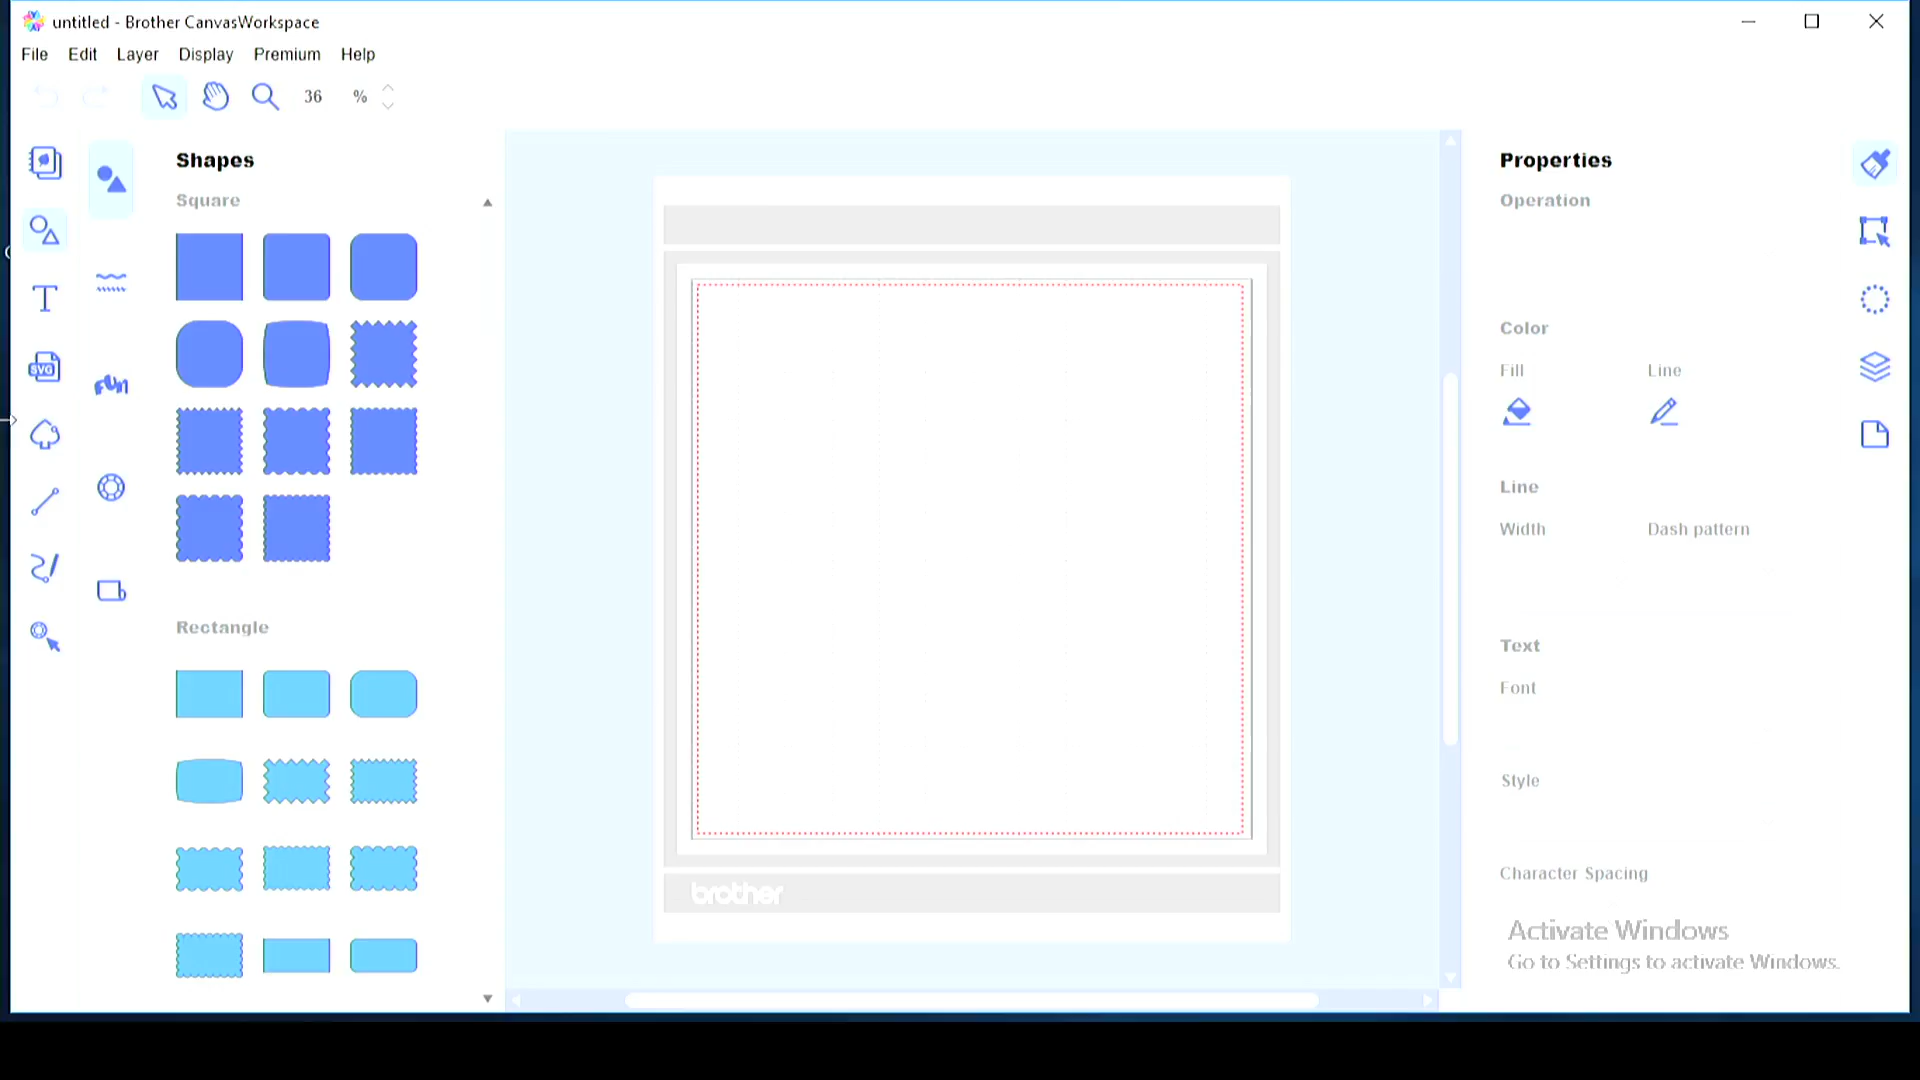 untitled - Brother CanvasWorkspace
File Edit Layer Display Premium Help
36 %
Shapes
Square
SVG
Fun
Rectangle
brother
Properties
Operation
Color
Fill Line
Line
Width Dash pattern
Text
Font
Style
Character Spacing
Activate Windows
Go to Settings to activate Windows.